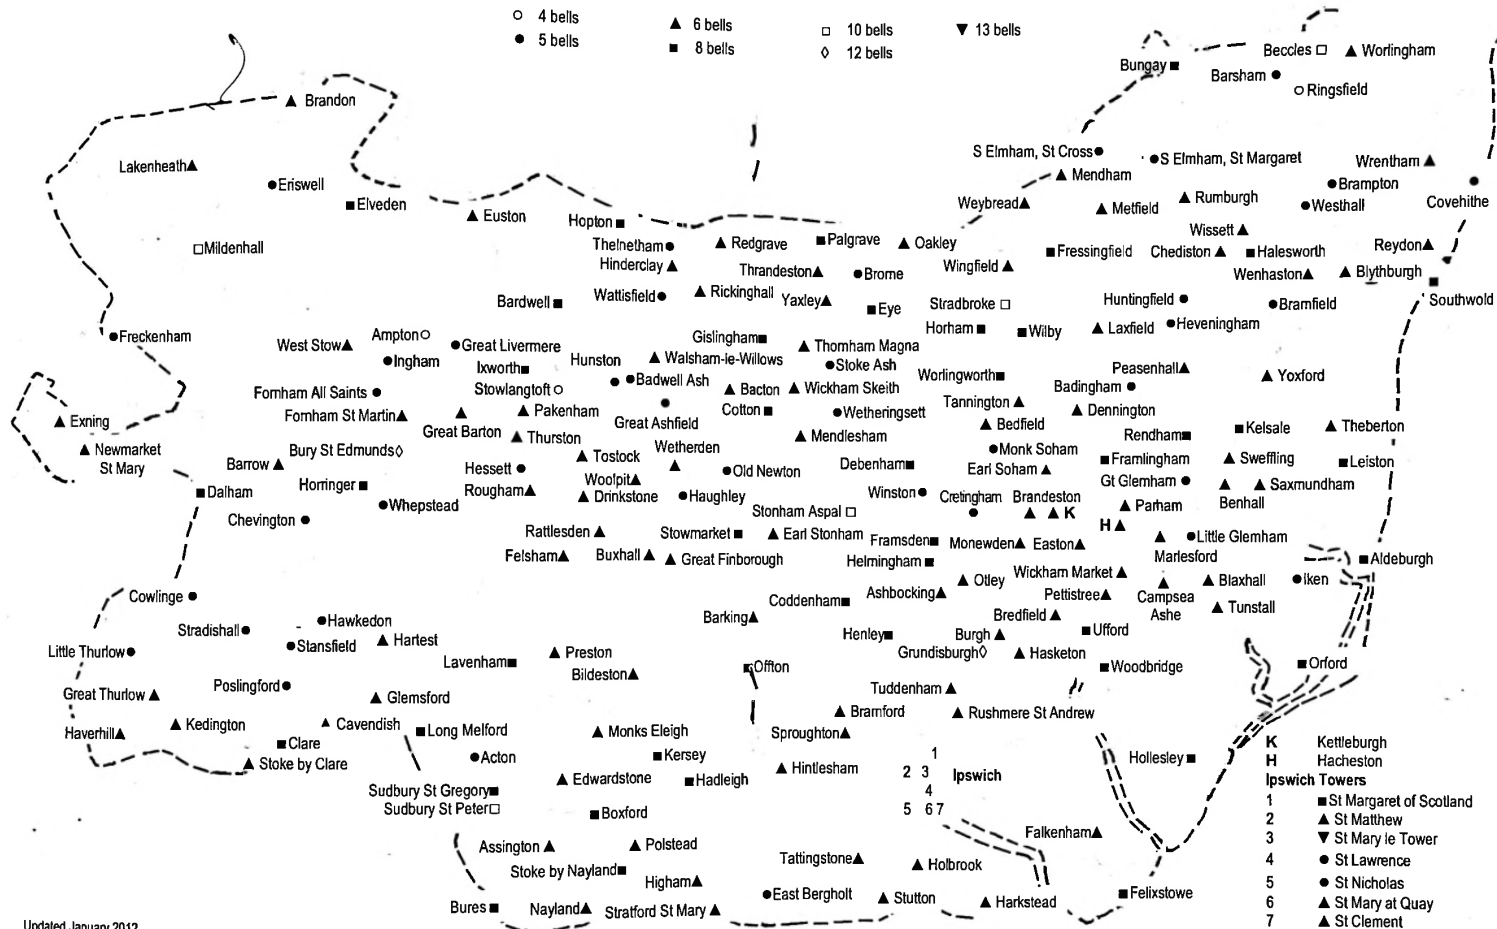 4 bells
5 bells
6 bells
8 bells
10 bells
12 bells
13 bells
Beccles
Worlingham
Bungay
Barsham
Ringsfield
Brandon
S Elmham, St Cross
S Elmham, St Margaret
Wrentham
Lakenheath
Mendham
Eriswell
Brampton
Elveden
Weybread
Metfield
Rumburgh
Westhall
Covehithe
Euston
Hopton
Wissett
Mildenhall
Thelnetham
Redgrave
Palgrave
Oakley
Fressingfield
Chediston
Halesworth
Reydon
Hinderclay
Thrandeston
Brome
Wingfield
Wenhaston
Blythburgh
Bardwell
Wattisfield
Rickinghall
Yaxley
Eye
Stradbroke
Huntingfield
Bramfield
Southwold
Freckenham
Ampton
Gislingham
Horham
Wilby
Laxfield
Heveningham
West Stow
Great Livermere
Thornham Magna
Ingham
Ixworth
Hunston
Walsham-le-Willows
Stoke Ash
Peasenhall
Fornham All Saints
Stowlangtoft
Badwell Ash
Bacton
Wickham Skeith
Worlingworth
Badingham
Yoxford
Fornham St Martin
Pakenham
Great Ashfield
Cotton
Wetheringsett
Tannington
Dennington
Exning
Great Barton
Thurston
Mendlesham
Bedfield
Rendham
Kelsale
Theberton
Newmarket
St Mary
Bury St Edmunds
Tostock
Wetherden
Monk Soham
Barrow
Hessett
Woolpit
Old Newton
Debenham
Earl Soham
Framlingham
Sweffling
Leiston
Dalham
Horringer
Rougham
Drinkstone
Haughley
Winston
Cretingham
Brandeston
Gt Glemham
Saxmundham
Benhall
Chevington
Whepstead
Stonham Aspal
K
Parham
H
Rattlesden
Stowmarket
Earl Stonham
Framsden
Monewden
Easton
Little Glemham
Marlesford
Felsham
Buxhall
Great Finborough
Helmingham
Aldeburgh
Cowlinge
Ashbocking
Otley
Wickham Market
Blaxhall
Iken
Coddenham
Pettistree
Campsea
Ashe
Tunstall
Stradishall
Hawkedon
Barking
Bredfield
Stansfield
Hartest
Henley
Burgh
Ufford
Little Thurlow
Preston
Grundisburgh
Hasketon
Lavenham
Bildeston
Offton
Woodbridge
Orford
Great Thurlow
Poslingford
Glemsford
Tuddenham
Haverhill
Kedington
Cavendish
Long Melford
Monks Eleigh
Bramford
Rushmere St Andrew
Sproughton
Clare
Stoke by Clare
Acton
Kersey
Hollesley
Edwardstone
Hadleigh
Hintlesham
1
2 3
4
5 6 7
Ipswich
Sudbury St Gregory
Sudbury St Peter
Boxford
Falkenham
Assington
Polstead
Tattingstone
Holbrook
Stoke by Nayland
Higham
East Bergholt
Stutton
Harkstead
Felixstowe
Bures
Nayland
Stratford St Mary
K Kettleburgh
H Hacheston
Ipswich Towers
1 St Margaret of Scotland
2 St Matthew
3 St Mary le Tower
4 St Lawrence
5 St Nicholas
6 St Mary at Quay
7 St Clement
Updated January 2012